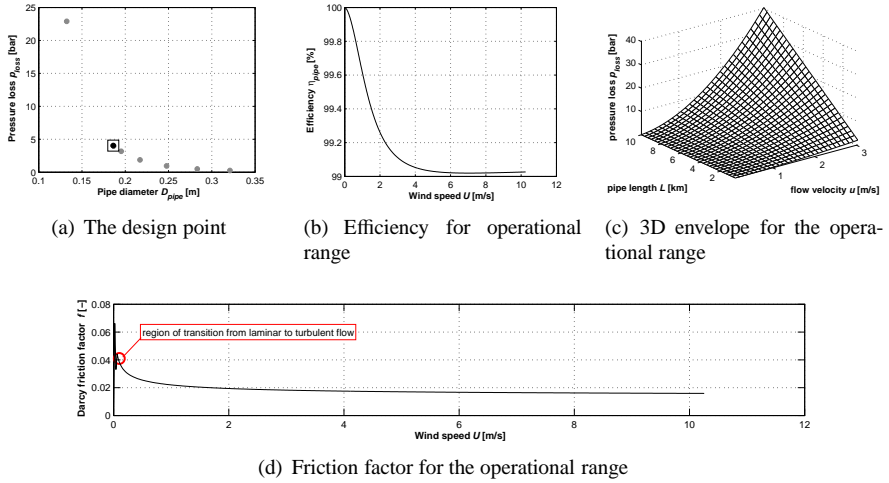 25
20
15
10
5
0
0.1 0.15 0.2 0.25 0.3 0.35
Pressure loss p_loss [bar]
Pipe diameter D_pipe [m]
(a) The design point
100
99.8
99.6
99.4
99.2
99
0 2 4 6 8 10 12
Efficiency η_pipe [%]
Wind speed U [m/s]
(b) Efficiency for operational
range
40
30
20
10
10 8 6 4 2
1 2 3
pressure loss p_loss [bar]
pipe length L [km]
flow velocity u [m/s]
(c) 3D envelope for the opera-
tional range
0.08
0.06
0.04
0.02
0
0 2 4 6 8 10 12
Darcy friction factor f [−]
region of transition from laminar to turbulent flow
Wind speed U [m/s]
(d) Friction factor for the operational range